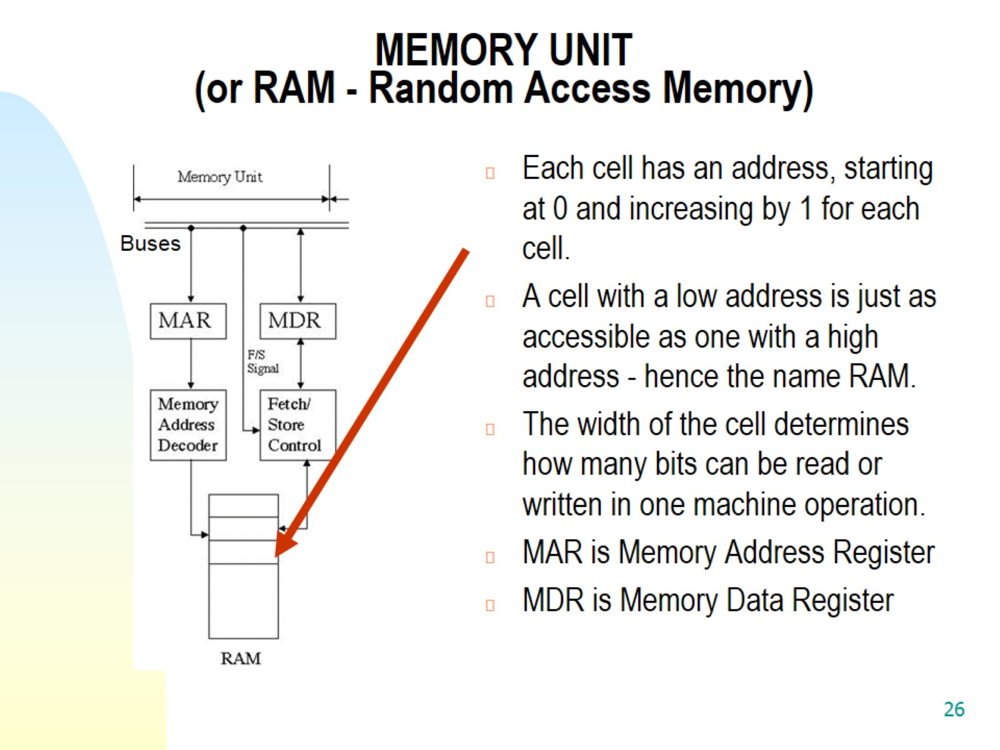 MEMORY UNIT
(or RAM - Random Access Memory)
Memory Unit
Buses
MAR
MDR
F/S
Signal
Memory
Address
Decoder
Fetch/
Store
Control
RAM
Each cell has an address, starting
at 0 and increasing by 1 for each
cell.
A cell with a low address is just as
accessible as one with a high
address - hence the name RAM.
The width of the cell determines
how many bits can be read or
written in one machine operation.
MAR is Memory Address Register
MDR is Memory Data Register
26